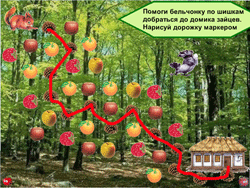 Помоги бельчонку по шишкам
добраться до домика зайцев.
Нарисуй дорожку маркером